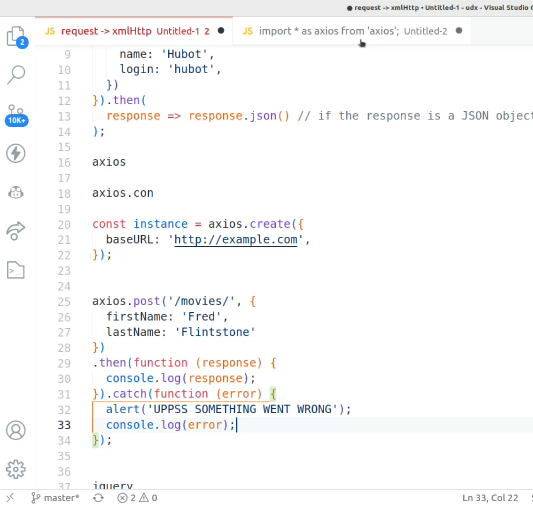 ● request -> xmlHttp • Untitled-1 - udx - Visual Studio
JS request -> xmlHttp Untitled-1 2 ●
JS import * as axios from 'axios'; Untitled-2 ●
2
10K+
9 name: 'Hubot',
10 login: 'hubot',
11 })
12 }).then(
13 response => response.json() // if the response is a JSON object
14 );
15
16 axios
17
18 axios.con
19
20 const instance = axios.create({
21 baseURL: 'http://example.com',
22 });
23
24
25 axios.post('/movies/', {
26 firstName: 'Fred',
27 lastName: 'Flintstone'
28 })
29 .then(function (response) {
30 console.log(response);
31 }).catch(function (error) {
32 alert('UPPSS SOMETHING WENT WRONG');
33 console.log(error);
34 });
35
36
37 jquery
master* 2 0 Ln 33, Col 22